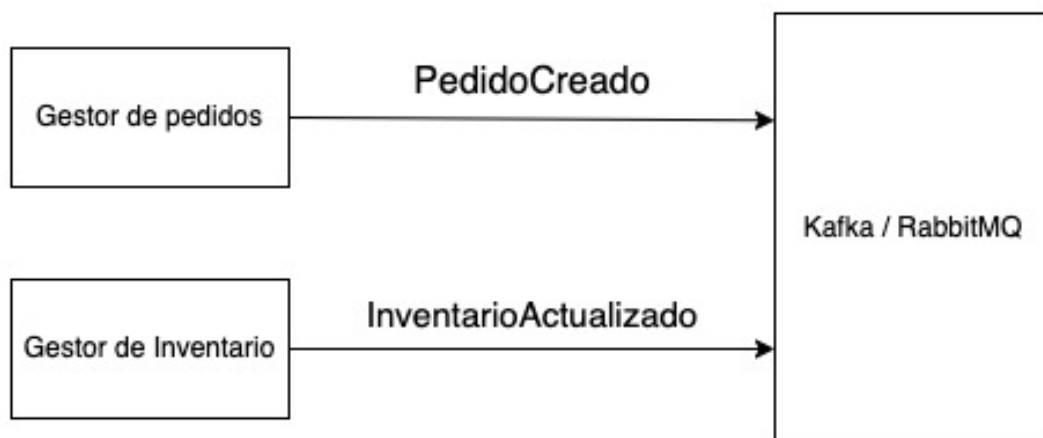 PedidoCreado
Gestor de pedidos
Kafka / RabbitMQ
InventarioActualizado
Gestor de Inventario